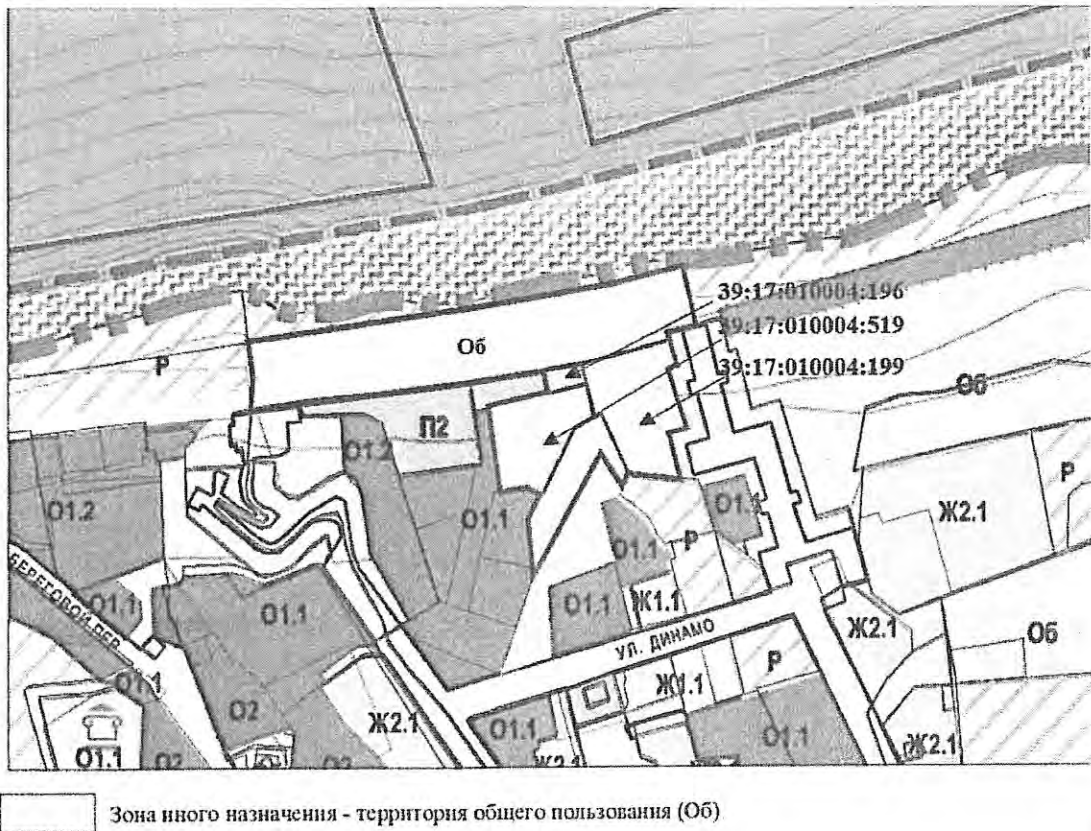 39:17:010004:196
39:17:010004:519
39:17:010004:199
Об
Р
Об
П2
О1.2
Р
О1.2
О1.1
Ж2.1
О1.1
О1.1
Р
БЕРЕГОВОЙ ПЕР.
О1.1
О1.1
О1.1
Ж1.1
УЛ. ДИНАМО
Ж2.1
Об
О1.1
Ж1.1
Р
О2
Ж2.1
О1.1
О1.1
Ж2.1
О1.1
О2
О2
Ж2.1
Зона иного назначения - территория общего пользования (Об)